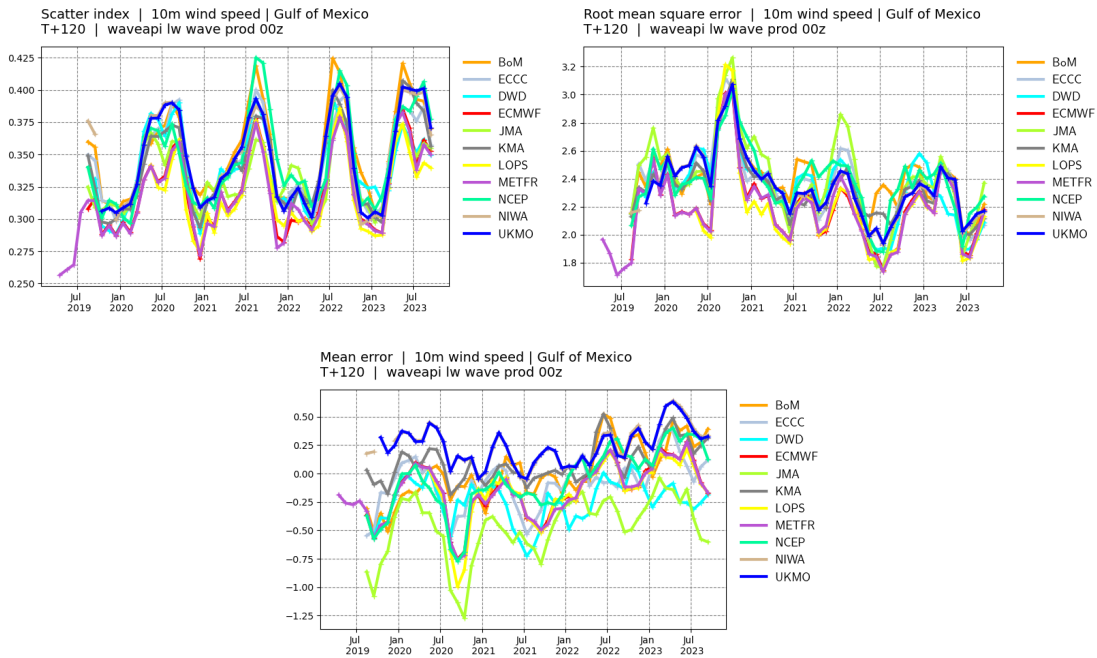 Scatter index | 10m wind speed | Gulf of Mexico
T+120 | waveapi lw wave prod 00z
0.425
0.400
0.375
0.350
0.325
0.300
0.275
0.250
Jul 2019
Jan 2020
Jul 2020
Jan 2021
Jul 2021
Jan 2022
Jul 2022
Jan 2023
Jul 2023
BoM
ECCC
DWD
ECMWF
JMA
KMA
LOPS
METFR
NCEP
NIWA
UKMO
Root mean square error | 10m wind speed | Gulf of Mexico
T+120 | waveapi lw wave prod 00z
3.2
3.0
2.8
2.6
2.4
2.2
2.0
1.8
Jul 2019
Jan 2020
Jul 2020
Jan 2021
Jul 2021
Jan 2022
Jul 2022
Jan 2023
Jul 2023
BoM
ECCC
DWD
ECMWF
JMA
KMA
LOPS
METFR
NCEP
NIWA
UKMO
Mean error | 10m wind speed | Gulf of Mexico
T+120 | waveapi lw wave prod 00z
0.50
0.25
0.00
−0.25
−0.50
−0.75
−1.00
−1.25
Jul 2019
Jan 2020
Jul 2020
Jan 2021
Jul 2021
Jan 2022
Jul 2022
Jan 2023
Jul 2023
BoM
ECCC
DWD
ECMWF
JMA
KMA
LOPS
METFR
NCEP
NIWA
UKMO